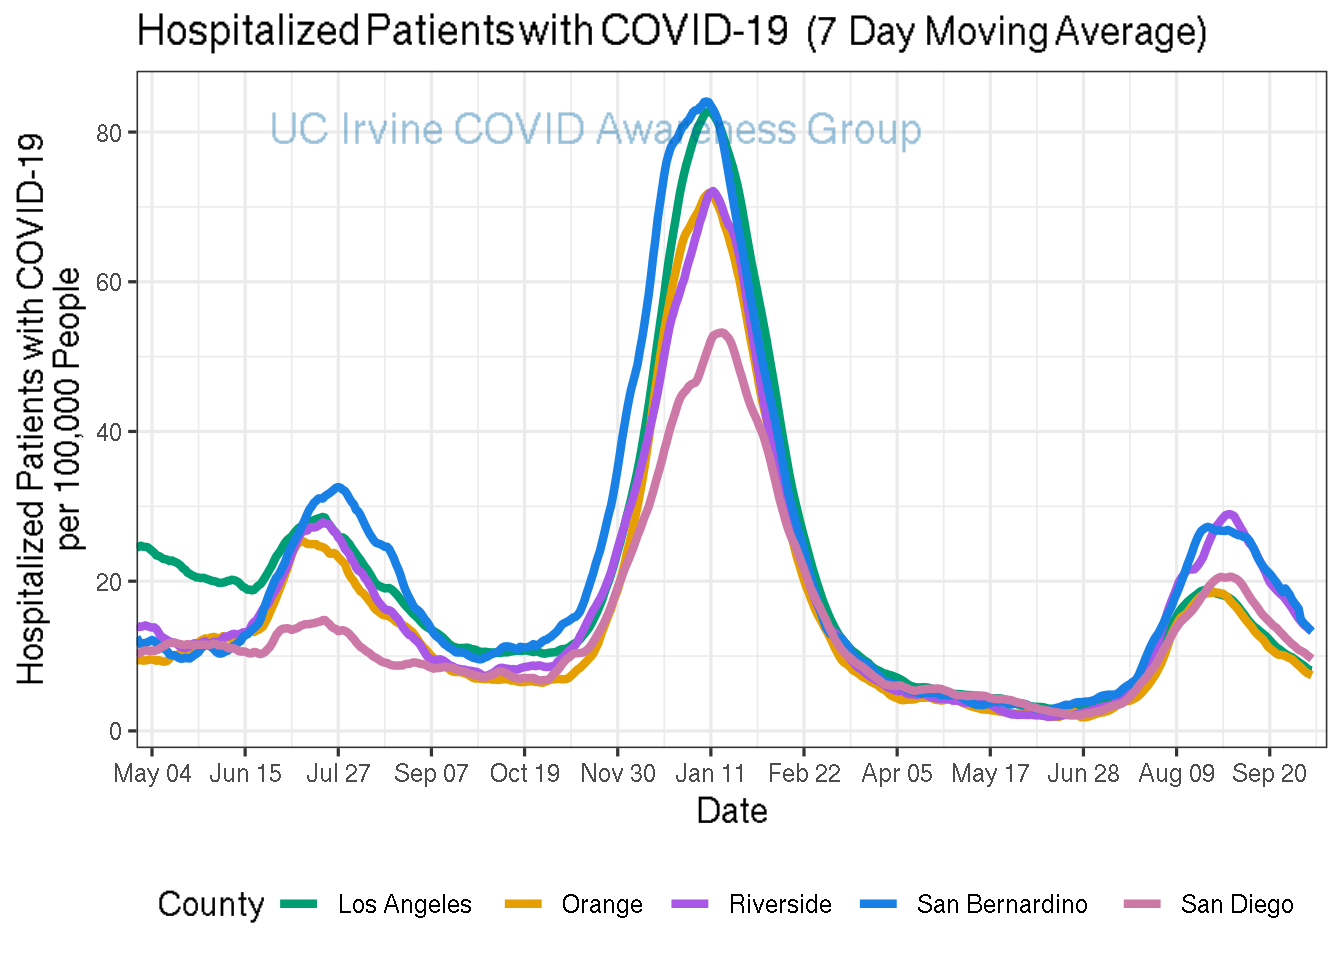 Hospitalized Patients with COVID-19 (7 Day Moving Average)
UC Irvine COVID Awareness Group
Hospitalized Patients with COVID-19
per 100,000 People
80
60
40
20
0
May 04 Jun 15 Jul 27 Sep 07 Oct 19 Nov 30 Jan 11 Feb 22 Apr 05 May 17 Jun 28 Aug 09 Sep 20
Date
County Los Angeles Orange Riverside San Bernardino San Diego